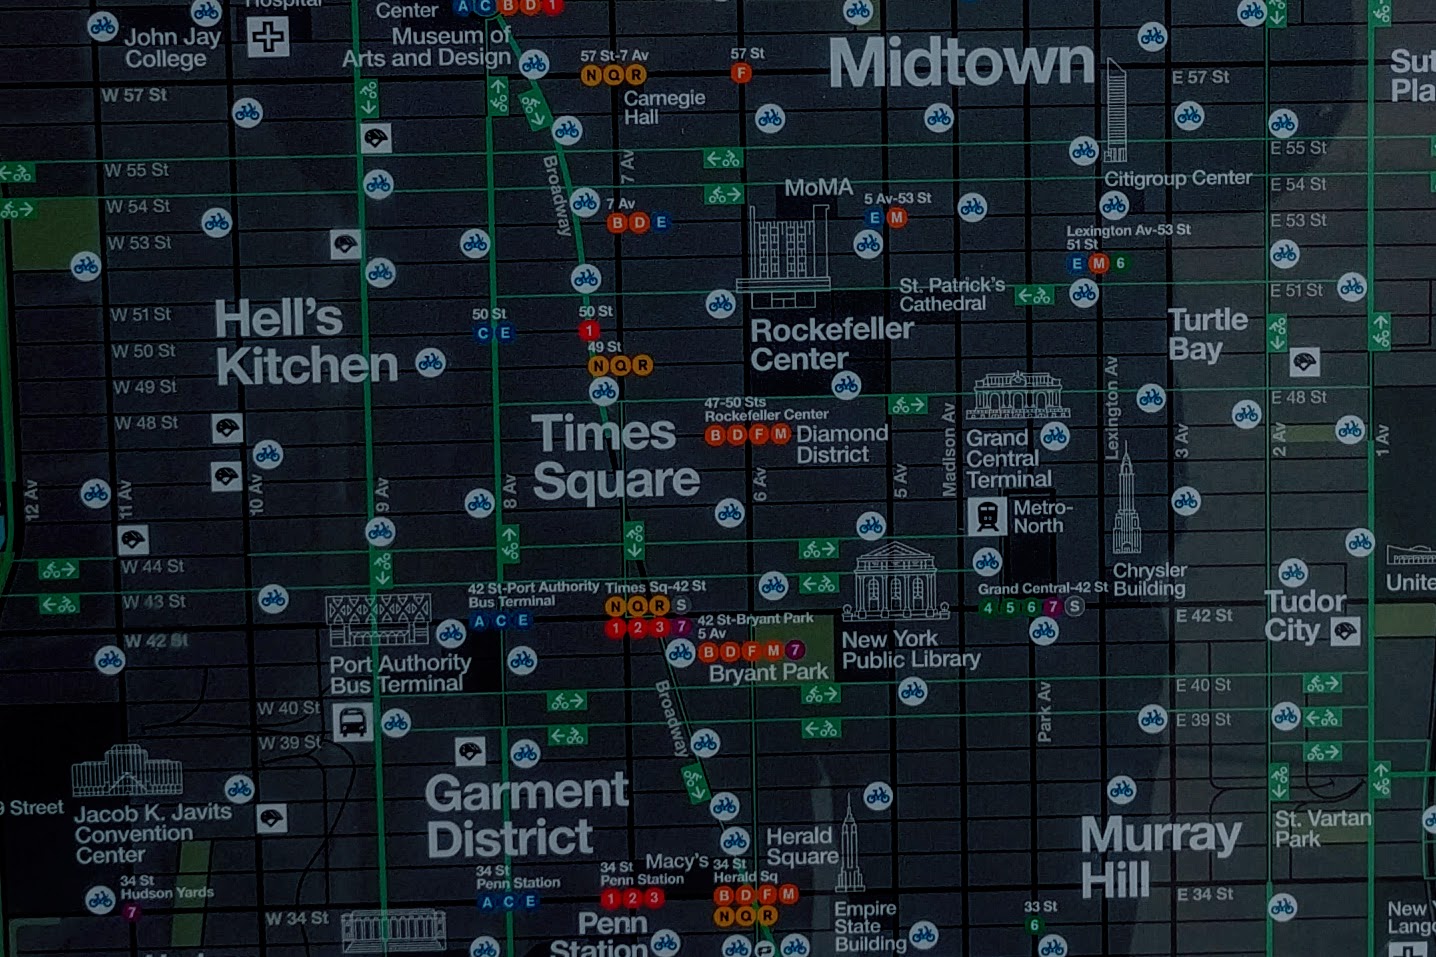 Hospital
Center
A C B D 1
John Jay
College
Museum of
Arts and Design
57 St-7 Av
N Q R
57 St
F
Carnegie
Hall
Midtown
E 57 St
W 57 St
W 55 St
W 54 St
W 53 St
Broadway
7 Av
MoMA
Citigroup Center
E 55 St
E 54 St
E 53 St
7 Av
B D E
5 Av-53 St
E M
Lexington Av-53 St
51 St
E M 6
St. Patrick's
Cathedral
E 51 St
Hell's
Kitchen
W 51 St
W 50 St
W 49 St
W 48 St
50 St
C E
50 St
1
49 St
N Q R
Rockefeller
Center
Turtle
Bay
Times
Square
47-50 Sts
Rockefeller Center
B D F M
Diamond
District
Grand
Central
Terminal
Metro-
North
E 48 St
12 Av
11 Av
10 Av
9 Av
8 Av
6 Av
5 Av
Madison Av
Lexington Av
3 Av
2 Av
1 Av
W 44 St
W 43 St
W 42 St
42 St-Port Authority
Bus Terminal
A C E
Times Sq-42 St
N Q R S
1 2 3 7
42 St-Bryant Park
5 Av
B D F M 7
Bryant Park
New York
Public Library
Grand Central-42 St
4 5 6 7 S
Chrysler
Building
Unite
E 42 St
Tudor
City
Port Authority
Bus Terminal
W 40 St
W 39 St
Broadway
Park Av
E 40 St
E 39 St
9 Street
Jacob K. Javits
Convention
Center
Garment
District
Herald
Square
Murray
Hill
St. Vartan
Park
34 St
Hudson Yards
7
W 34 St
34 St
Penn Station
A C E
34 St
Penn Station
1 2 3
Macy's
34 St
Herald Sq
B D F M
N Q R
Penn
Station
Empire
State
Building
33 St
6
E 34 St
New
Lang
Sut
Pla